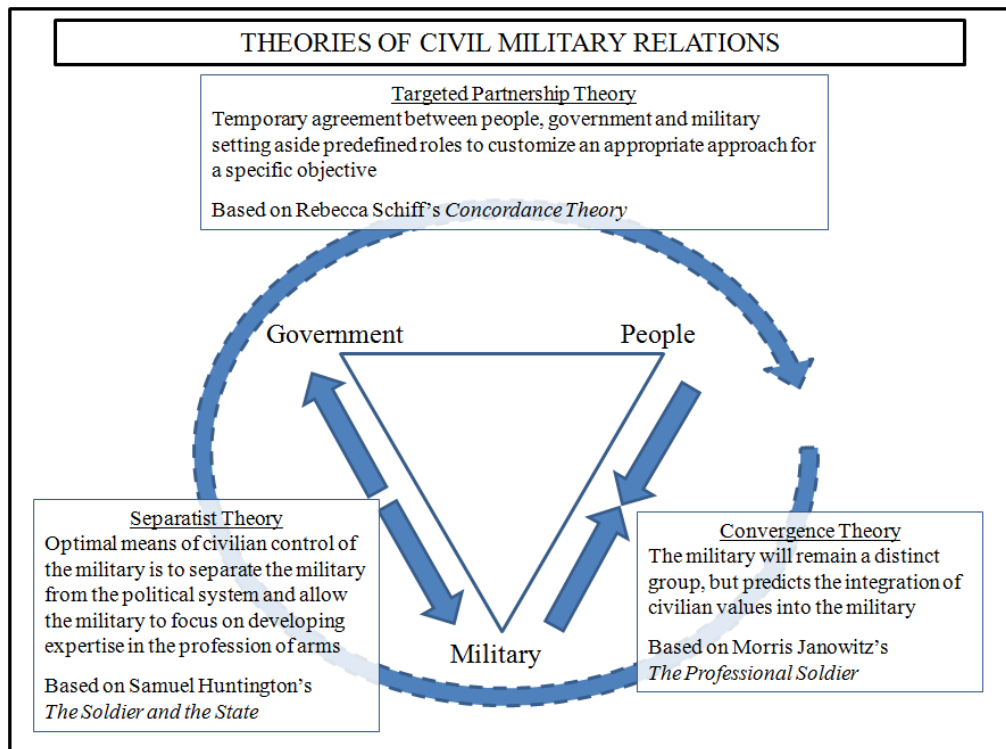 THEORIES OF CIVIL MILITARY RELATIONS
Targeted Partnership Theory
Temporary agreement between people, government and military
setting aside predefined roles to customize an appropriate approach for
a specific objective
Based on Rebecca Schiff's Concordance Theory
Government
People
Separatist Theory
Optimal means of civilian control of
the military is to separate the military
from the political system and allow
the military to focus on developing
expertise in the profession of arms
Based on Samuel Huntington's
The Soldier and the State
Military
Convergence Theory
The military will remain a distinct
group, but predicts the integration of
civilian values into the military
Based on Morris Janowitz's
The Professional Soldier